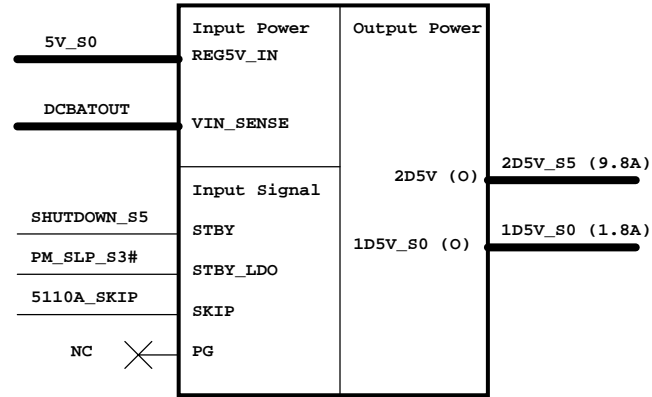 Input Power
Output Power
5V_S0
REG5V_IN
DCBATOUT
VIN_SENSE
2D5V (O)
2D5V_S5 (9.8A)
Input Signal
SHUTDOWN_S5
STBY
1D5V_S0 (O)
1D5V_S0 (1.8A)
PM_SLP_S3#
STBY_LDO
5110A_SKIP
SKIP
NC
PG